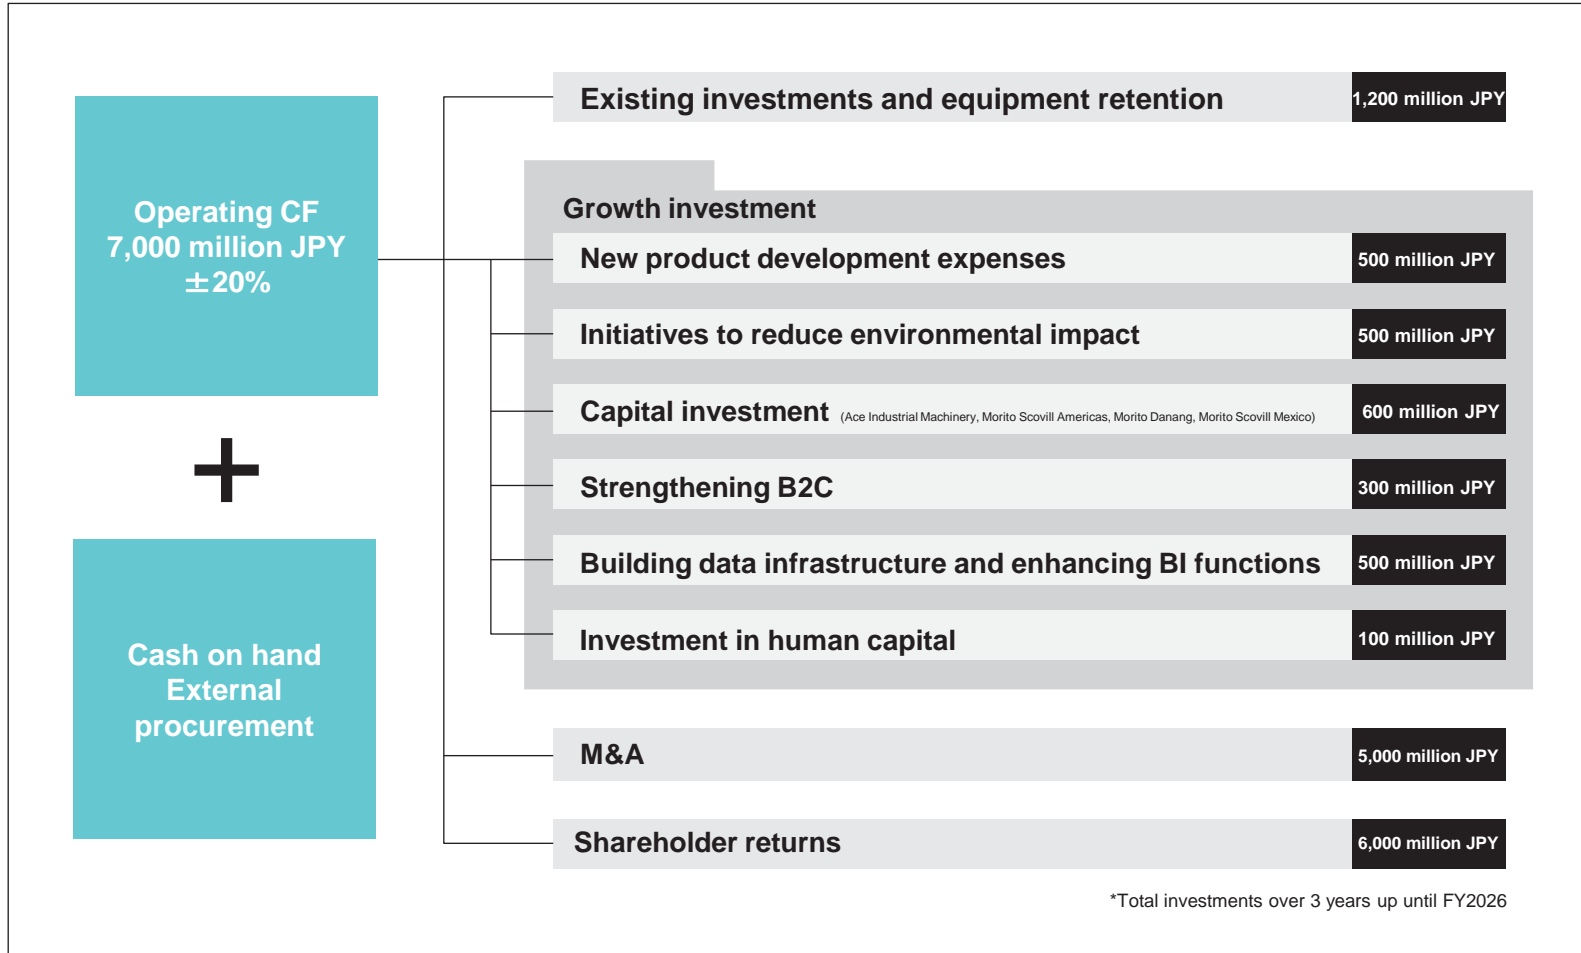 Operating CF
7,000 million JPY
±20%
+
Cash on hand
External
procurement
Existing investments and equipment retention 1,200 million JPY
Growth investment
New product development expenses 500 million JPY
Initiatives to reduce environmental impact 500 million JPY
Capital investment (Ace Industrial Machinery, Morito Scovill Americas, Morito Danang, Morito Scovill Mexico) 600 million JPY
Strengthening B2C 300 million JPY
Building data infrastructure and enhancing BI functions 500 million JPY
Investment in human capital 100 million JPY
M&A 5,000 million JPY
Shareholder returns 6,000 million JPY
*Total investments over 3 years up until FY2026